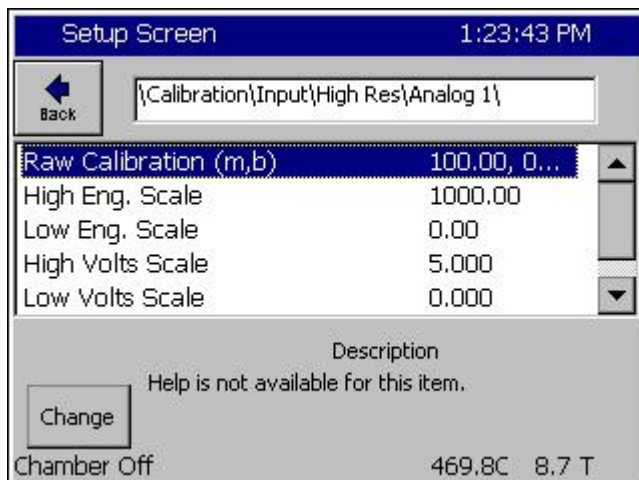 Setup Screen 1:23:43 PM
Back
\Calibration\Input\High Res\Analog 1\
Raw Calibration (m,b) 100.00, 0...
High Eng. Scale 1000.00
Low Eng. Scale 0.00
High Volts Scale 5.000
Low Volts Scale 0.000
Description
Help is not available for this item.
Change
Chamber Off 469.8C 8.7 T